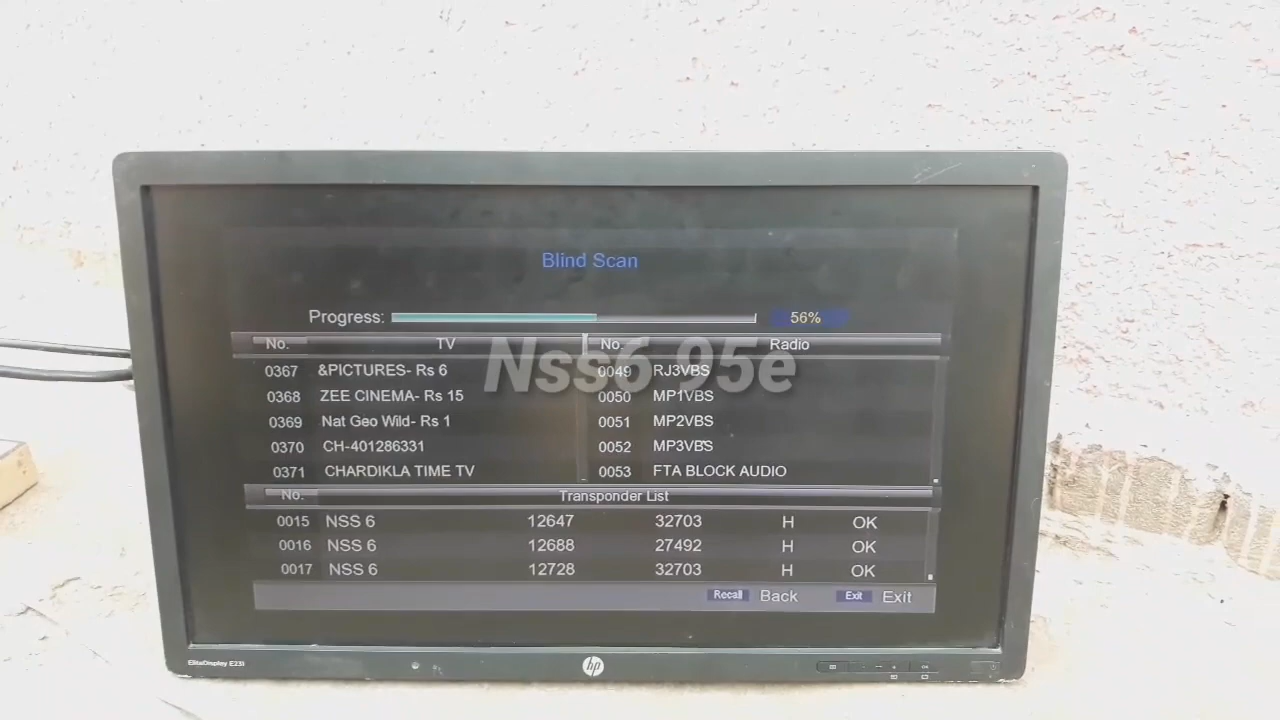 Blind Scan
Progress: 56%
No. TV No. Radio
Nss6 95e
0367 &PICTURES- Rs 6 0049 RJ3VBS
0368 ZEE CINEMA- Rs 15 0050 MP1VBS
0369 Nat Geo Wild- Rs 1 0051 MP2VBS
0370 CH-401286331 0052 MP3VBS
0371 CHARDIKLA TIME TV 0053 FTA BLOCK AUDIO
No. Transponder List
0015 NSS 6 12647 32703 H OK
0016 NSS 6 12688 27492 H OK
0017 NSS 6 12728 32703 H OK
Recall Back Exit Exit
EliteDisplay E231
hp